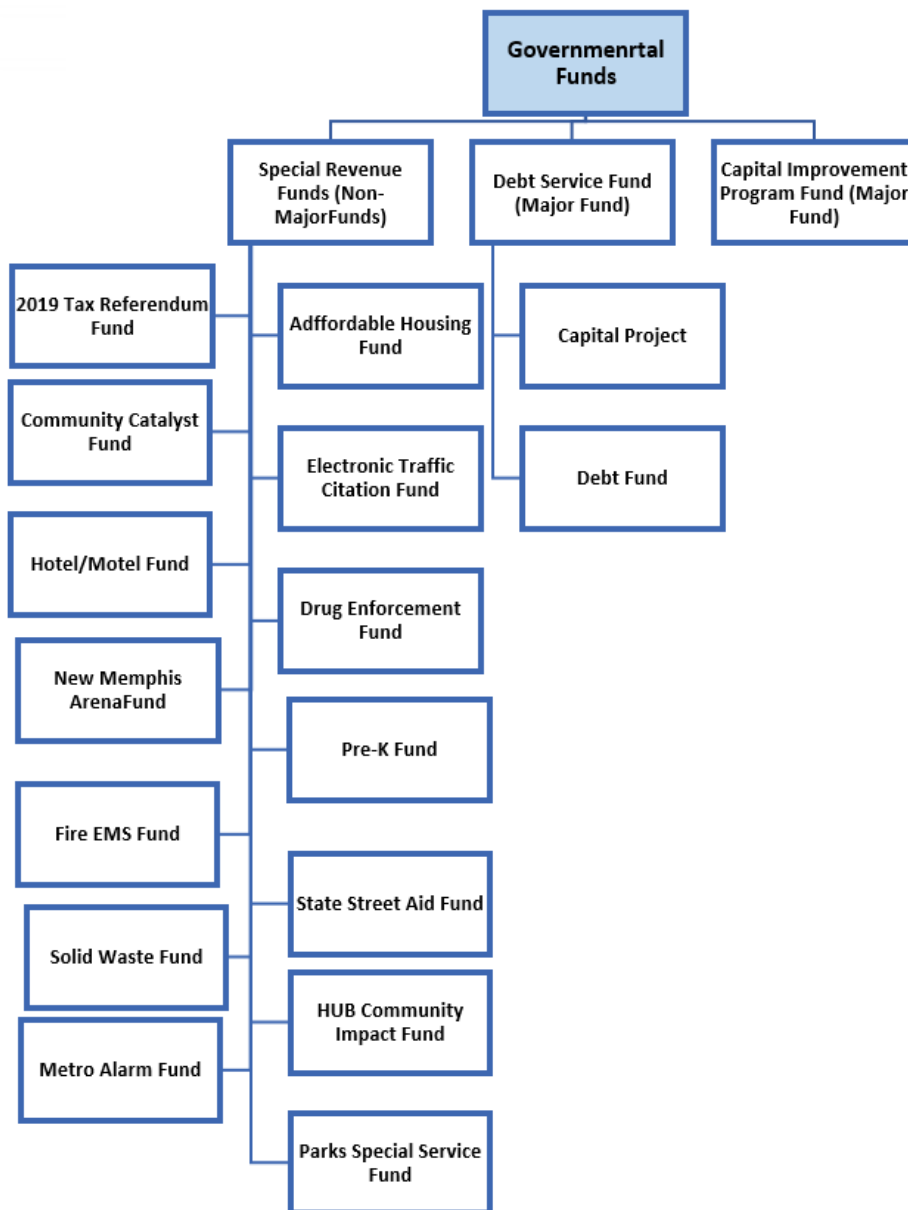 Governmenrtal
Funds
Special Revenue
Funds (Non-
MajorFunds)
Debt Service Fund
(Major Fund)
Capital Improvement
Program Fund (Major
Fund)
2019 Tax Referendum
Fund
Adffordable Housing
Fund
Capital Project
Community Catalyst
Fund
Electronic Traffic
Citation Fund
Debt Fund
Hotel/Motel Fund
Drug Enforcement
Fund
New Memphis
ArenaFund
Pre-K Fund
Fire EMS Fund
State Street Aid Fund
Solid Waste Fund
HUB Community
Impact Fund
Metro Alarm Fund
Parks Special Service
Fund